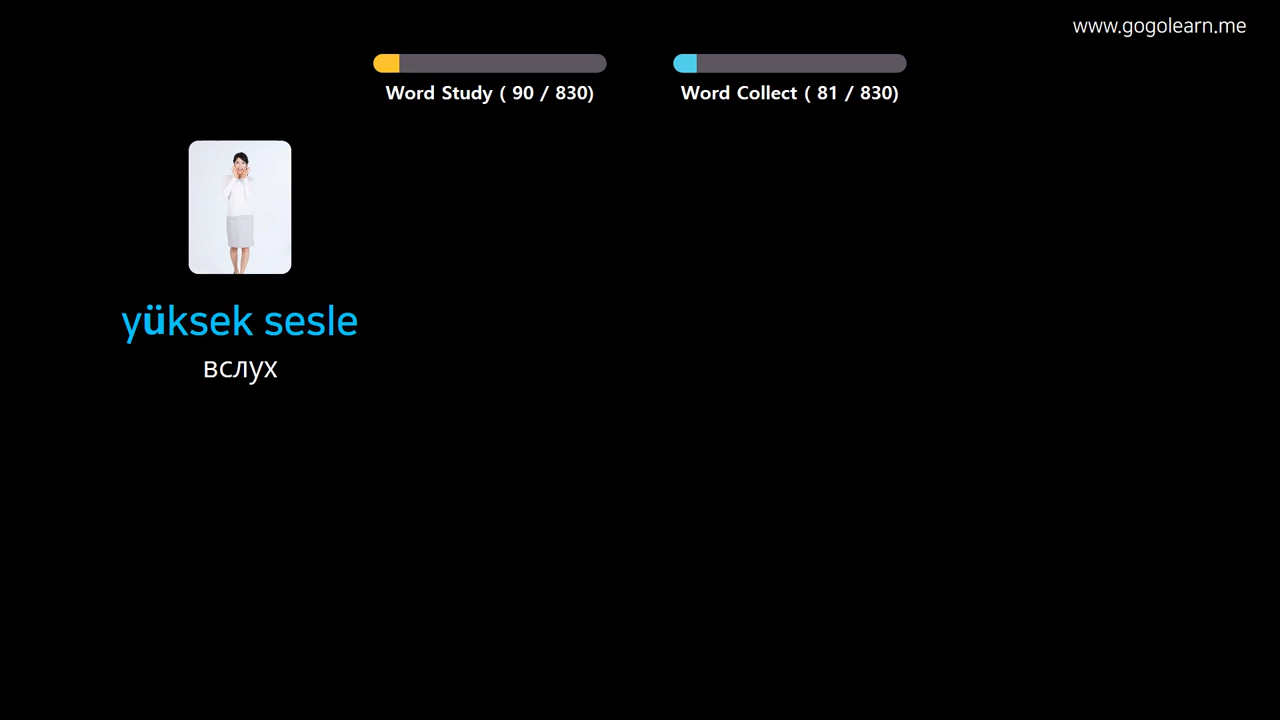 www.gogolearn.me
Word Study ( 90 / 830)
Word Collect ( 81 / 830)
yüksek sesle
вслух